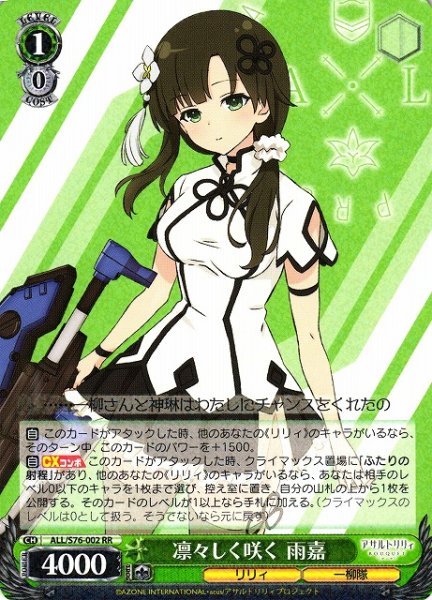 LEVEL
1
0
COST
A L
P R
……一柳さんと神琳はわたしにチャンスをくれたの
自 このカードがアタックした時、他のあなたの《リリィ》のキャラがいるなら、
そのターン中、このカードのパワーを+1500。
自 CXコンボ このカードがアタックした時、クライマックス置場に「ふたりの
射程」があり、他のあなたの《リリィ》のキャラがいるなら、あなたは相手の
レベル0以下のキャラを1枚まで選び、控え室に置き、自分の山札の上から1枚を
公開する。そのカードのレベルが1以上なら手札に加える。(クライマックスの
レベルは0として扱う。そうでないなら元に戻す)
CH ALL/S76-002 RR
4000
凛々しく咲く 雨嘉
アサルトリリィ
BOUQUET
リリィ 一柳隊
©AZONE INTERNATIONAL・acus/アサルトリリィプロジェクト